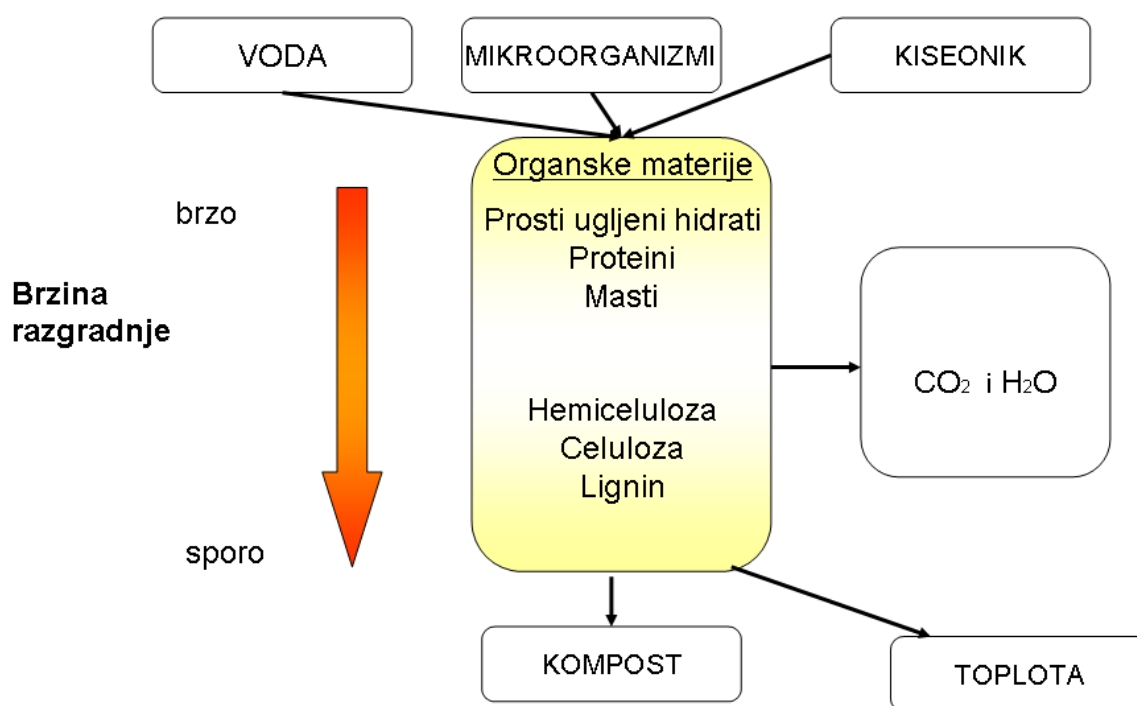 VODA
MIKROORGANIZMI
KISEONIK
Organske materije
Prosti ugljeni hidrati
Proteini
Masti
Hemiceluloza
Celuloza
Lignin
brzo
Brzina
razgradnje
sporo
CO₂ i H₂O
KOMPOST
TOPLOTA